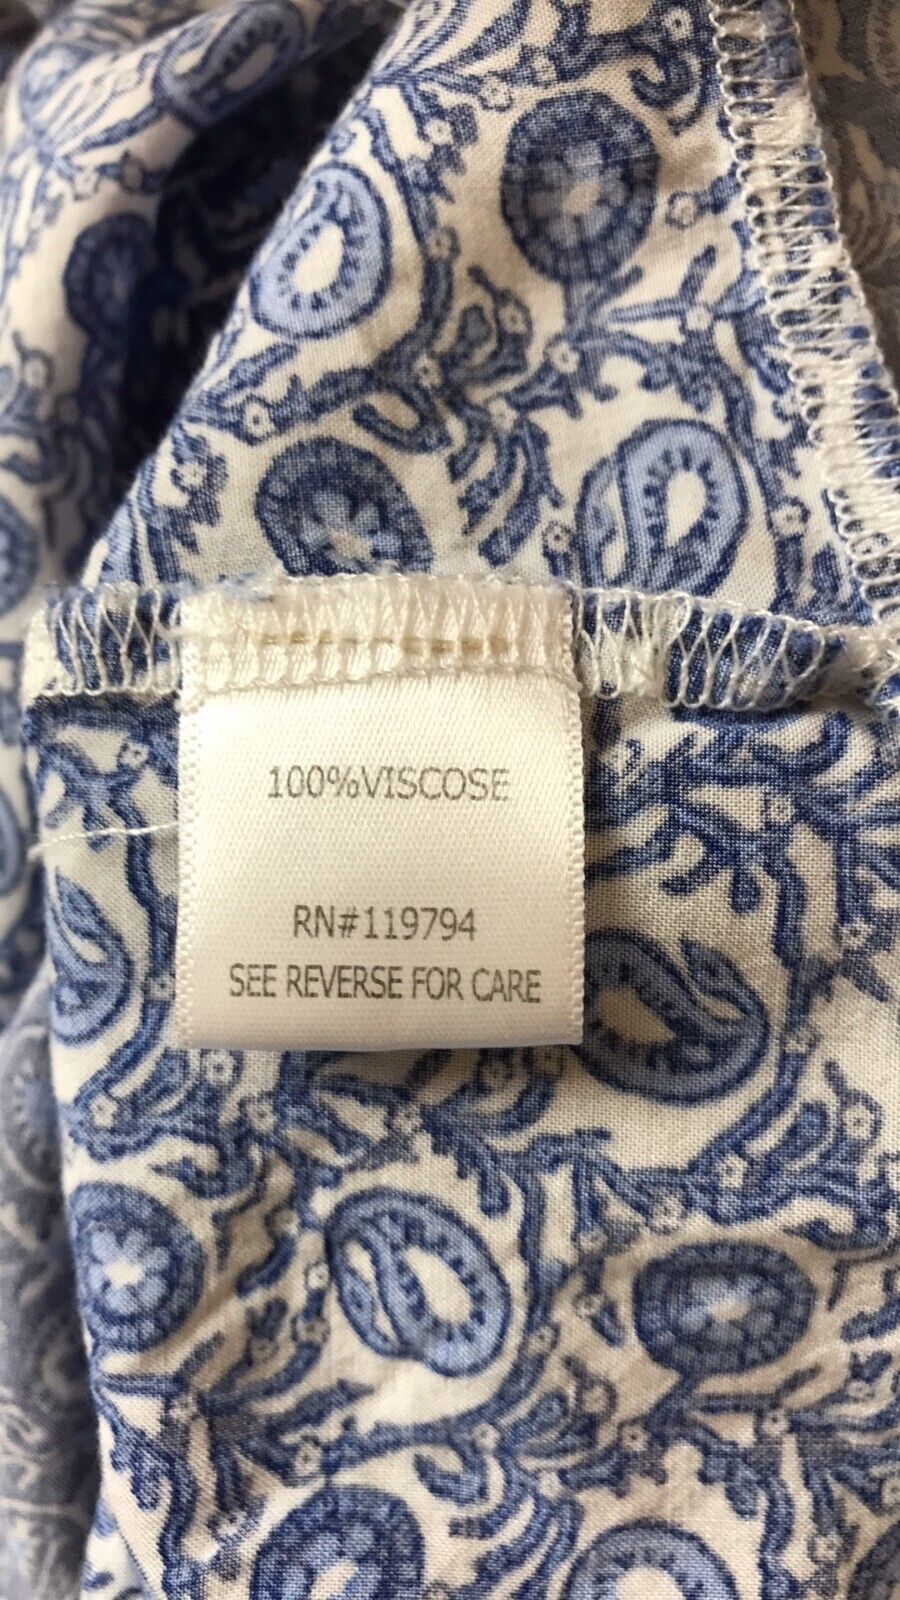 100%VISCOSE
RN#119794
SEE REVERSE FOR CARE